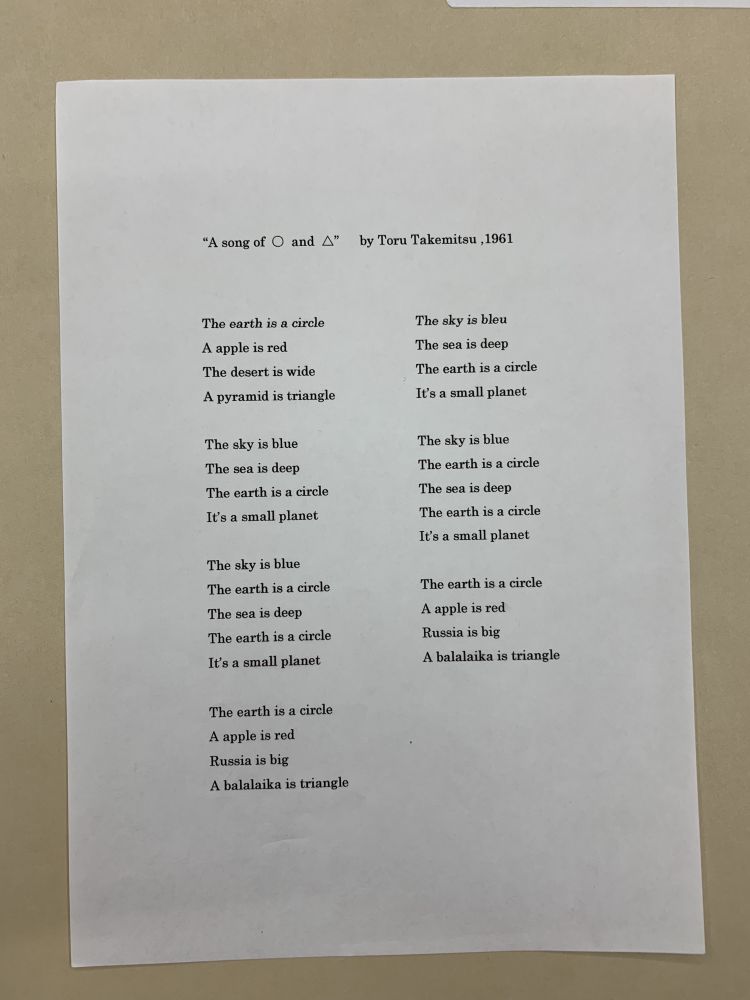 “A song of ○ and △” by Toru Takemitsu ,1961
The earth is a circle
A apple is red
The desert is wide
A pyramid is triangle
The sky is blue
The sea is deep
The earth is a circle
It's a small planet
The sky is blue
The earth is a circle
The sea is deep
The earth is a circle
It's a small planet
The earth is a circle
A apple is red
Russia is big
A balalaika is triangle
The sky is bleu
The sea is deep
The earth is a circle
It's a small planet
The sky is blue
The earth is a circle
The sea is deep
The earth is a circle
It's a small planet
The earth is a circle
A apple is red
Russia is big
A balalaika is triangle